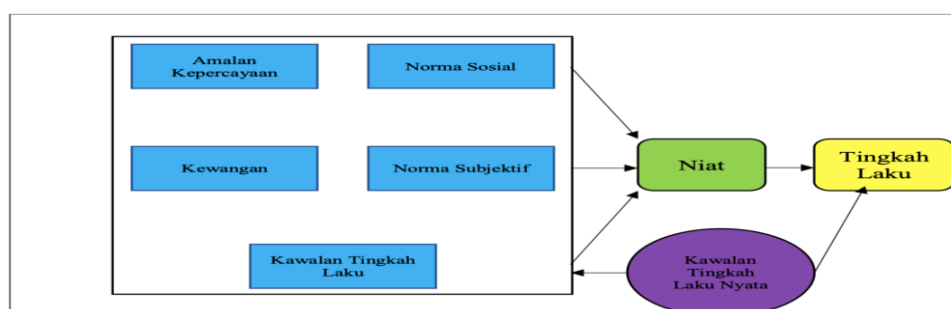 Amalan
Kepercayaan
Norma Sosial
Kewangan
Norma Subjektif
Niat
Tingkah
Laku
Kawalan Tingkah
Laku
Kawalan
Tingkah
Laku Nyata